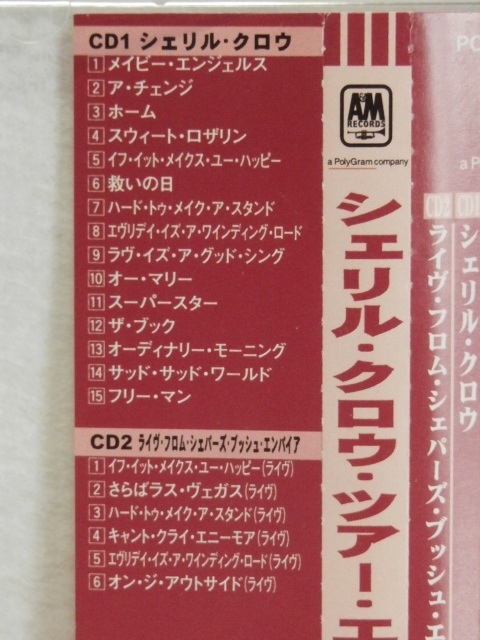 CD1 シェリル・クロウ
1 メイビー・エンジェルス
2 ア・チェンジ
3 ホーム
4 スウィート・ロザリン
5 イフ・イット・メイクス・ユー・ハッピー
6 救いの日
7 ハード・トゥ・メイク・ア・スタンド
8 エヴリデイ・イズ・ア・ワインディング・ロード
9 ラヴ・イズ・ア・グッド・シング
10 オー・マリー
11 スーパースター
12 ザ・ブック
13 オーディナリー・モーニング
14 サッド・サッド・ワールド
15 フリー・マン
CD2 ライヴ・フロム・シェパーズ・ブッシュ・エンパイア
1 イフ・イット・メイクス・ユー・ハッピー(ライヴ)
2 さらばラス・ヴェガス(ライヴ)
3 ハード・トゥ・メイク・ア・スタンド(ライヴ)
4 キャント・クライ・エニーモア(ライヴ)
5 エヴリデイ・イズ・ア・ワインディング・ロード(ライヴ)
6 オン・ジ・アウトサイド(ライヴ)
A&M
RECORDS
a PolyGram company
シェリル・クロウ・ツアー・エ
PO
a P
CD1 シェリル・クロウ
CD2 ライヴ・フロム・シェパーズ・ブッシュ・エ